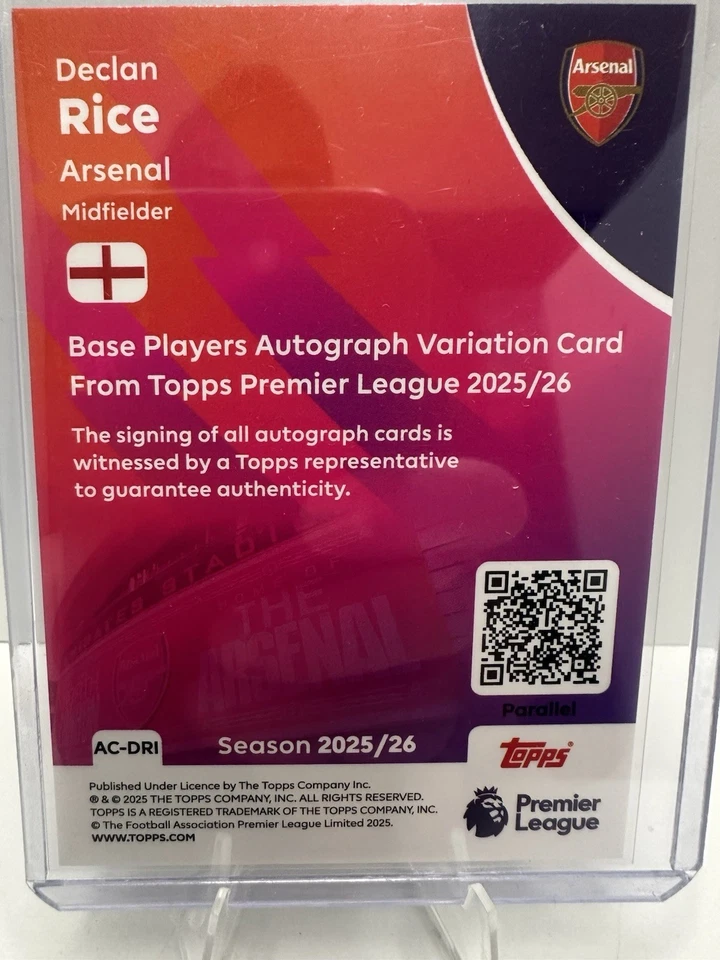 Declan
Rice
Arsenal
Midfielder
Arsenal
Base Players Autograph Variation Card
From Topps Premier League 2025/26
The signing of all autograph cards is
witnessed by a Topps representative
to guarantee authenticity.
THE
ARSENAL
Parallel
AC-DRI
Season 2025/26
topps
Published Under Licence by The Topps Company Inc.
® & © 2025 THE TOPPS COMPANY, INC. ALL RIGHTS RESERVED.
TOPPS IS A REGISTERED TRADEMARK OF THE TOPPS COMPANY, INC.
© The Football Association Premier League Limited 2025.
WWW.TOPPS.COM
Premier
League